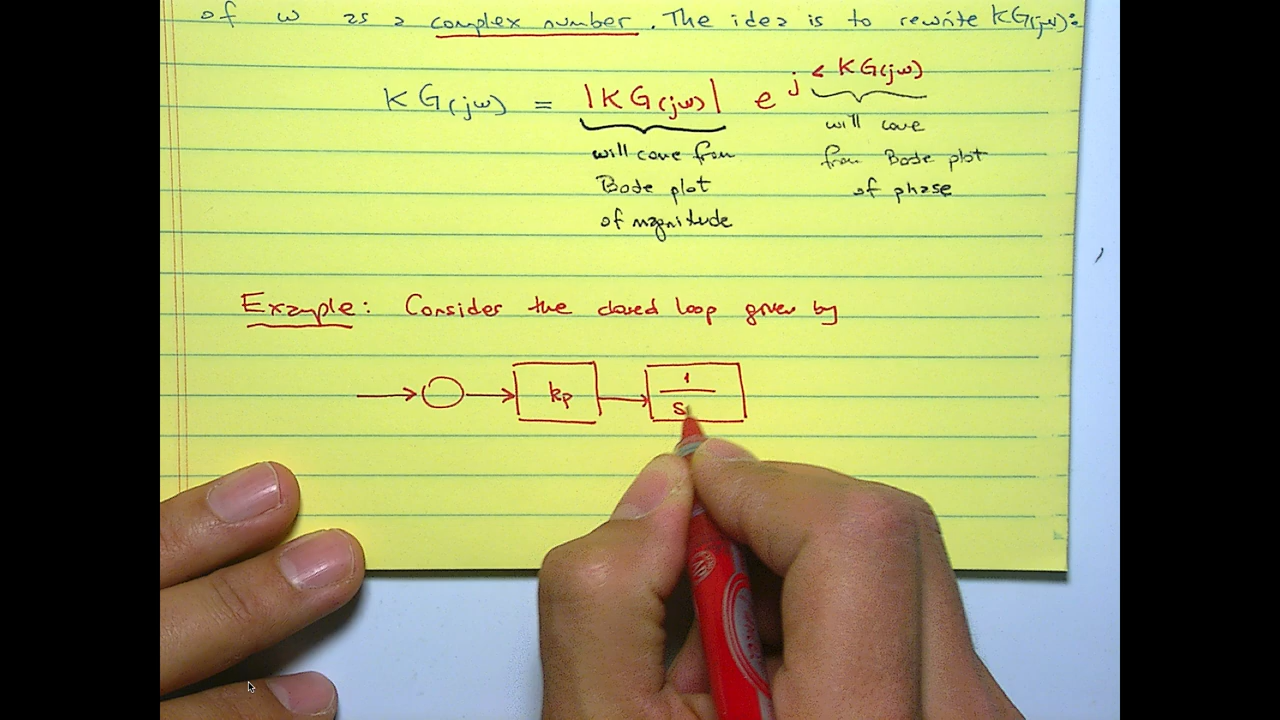 of ω as a complex number. The idea is to rewrite KG(jω):
KG(jω) = |KG(jω)| e^{j∠KG(jω)}
will come from
Bode plot
of magnitude
will come
from Bode plot
of phase
Example: Consider the closed loop given by
kp
1
s